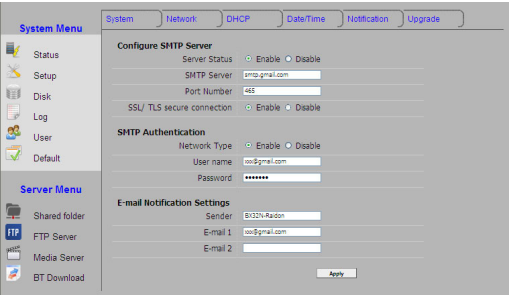 System Menu
Status
Setup
Disk
Log
User
Default
Server Menu
Shared folder
FTP
FTP Server
Media Server
BT Download
System Network DHCP Date/Time Notification Upgrade
Configure SMTP Server
Server Status Enable Disable
SMTP Server smtp.gmail.com
Port Number 465
SSL/ TLS secure connection Enable Disable
SMTP Authentication
Network Type Enable Disable
User name xxx@gmail.com
Password •••••••
E-mail Notification Settings
Sender BX32N-Raidon
E-mail 1 xxx@gmail.com
E-mail 2
Apply